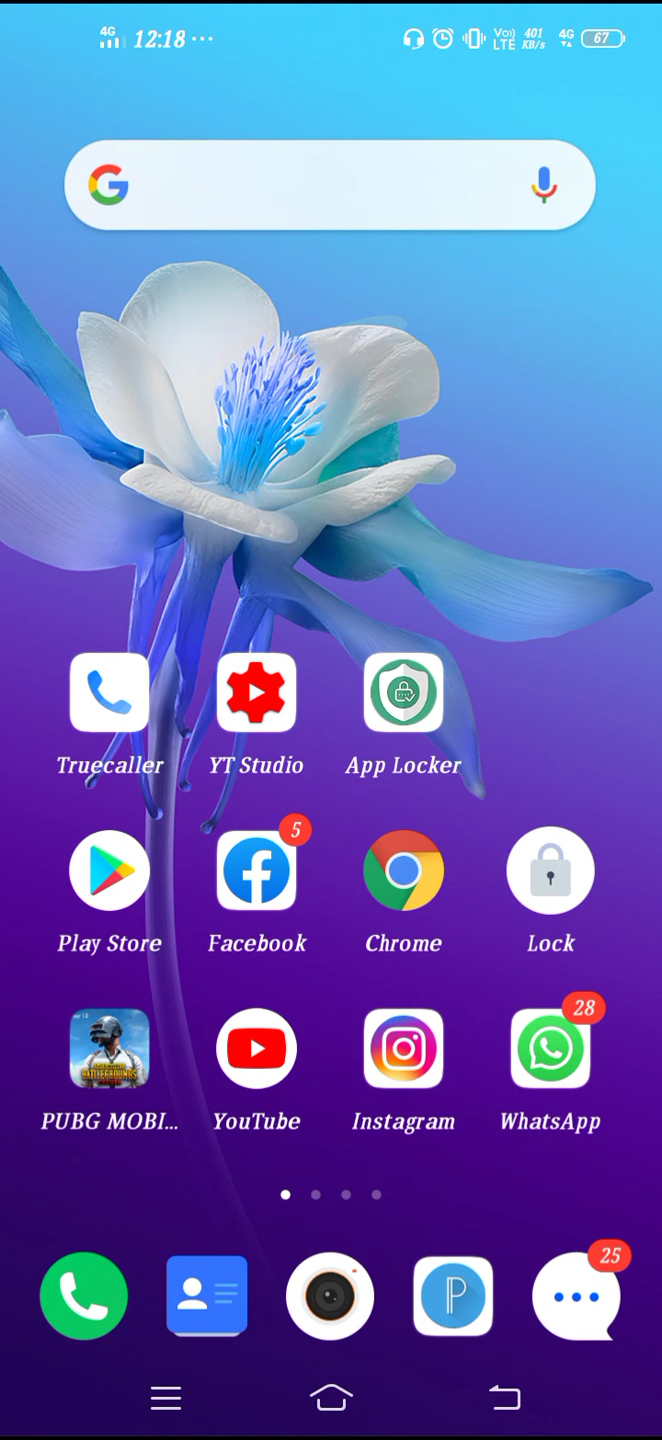 4G 12:18 ... Vo)) LTE 401 KB/s 4G 67
Truecaller YT Studio App Locker
5
Play Store Facebook Chrome Lock
28
PUBG MOBI... YouTube Instagram WhatsApp
25